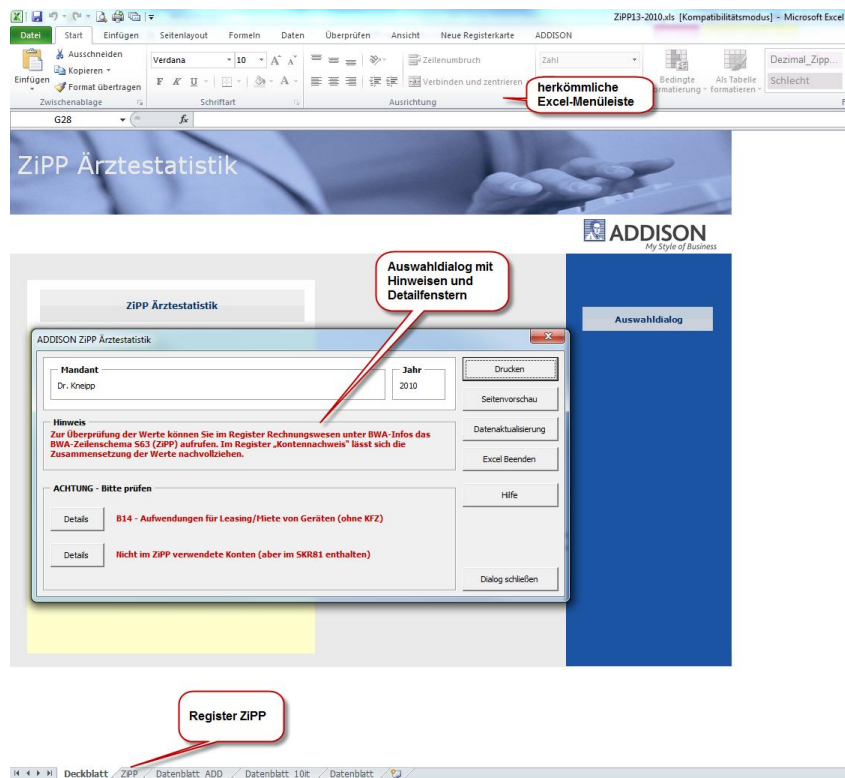 ZiPP13-2010.xls [Kompatibilitätsmodus] - Microsoft Excel
Datei Start Einfügen Seitenlayout Formeln Daten Überprüfen Ansicht Neue Registerkarte ADDISON
Einfügen
Ausschneiden
Kopieren
Format übertragen
Zwischenablage
Verdana 10
F K U
Schriftart
Zeilenumbruch
Verbinden und zentrieren
Ausrichtung
Zahl
herkömmliche
Excel-Menüleiste
Bedingte
Als Tabelle
formatieren
Dezimal_Zipp...
Schlecht
G28 fx
ZiPP Ärztestatistik
ADDISON
My Style of Business
Auswahldialog mit
Hinweisen und
Detailfenstern
ZiPP Ärztestatistik
Auswahldialog
ADDISON ZiPP Ärztestatistik
Mandant
Dr. Kneipp
Jahr
2010
Drucken
Seitenvorschau
Datenaktualisierung
Excel Beenden
Hilfe
Dialog schließen
Hinweis
Zur Überprüfung der Werte können Sie im Register Rechnungswesen unter BWA-Infos das
BWA-Zeilenschema S63 (ZiPP) aufrufen. Im Register „Kontennachweis" lässt sich die
Zusammensetzung der Werte nachvollziehen.
ACHTUNG - Bitte prüfen
Details B14 - Aufwendungen für Leasing/Miete von Geräten (ohne KFZ)
Details Nicht im ZiPP verwendete Konten (aber im SKR81 enthalten)
Register ZiPP
Deckblatt ZiPP Datenblatt ADD Datenblatt 10it Datenblatt